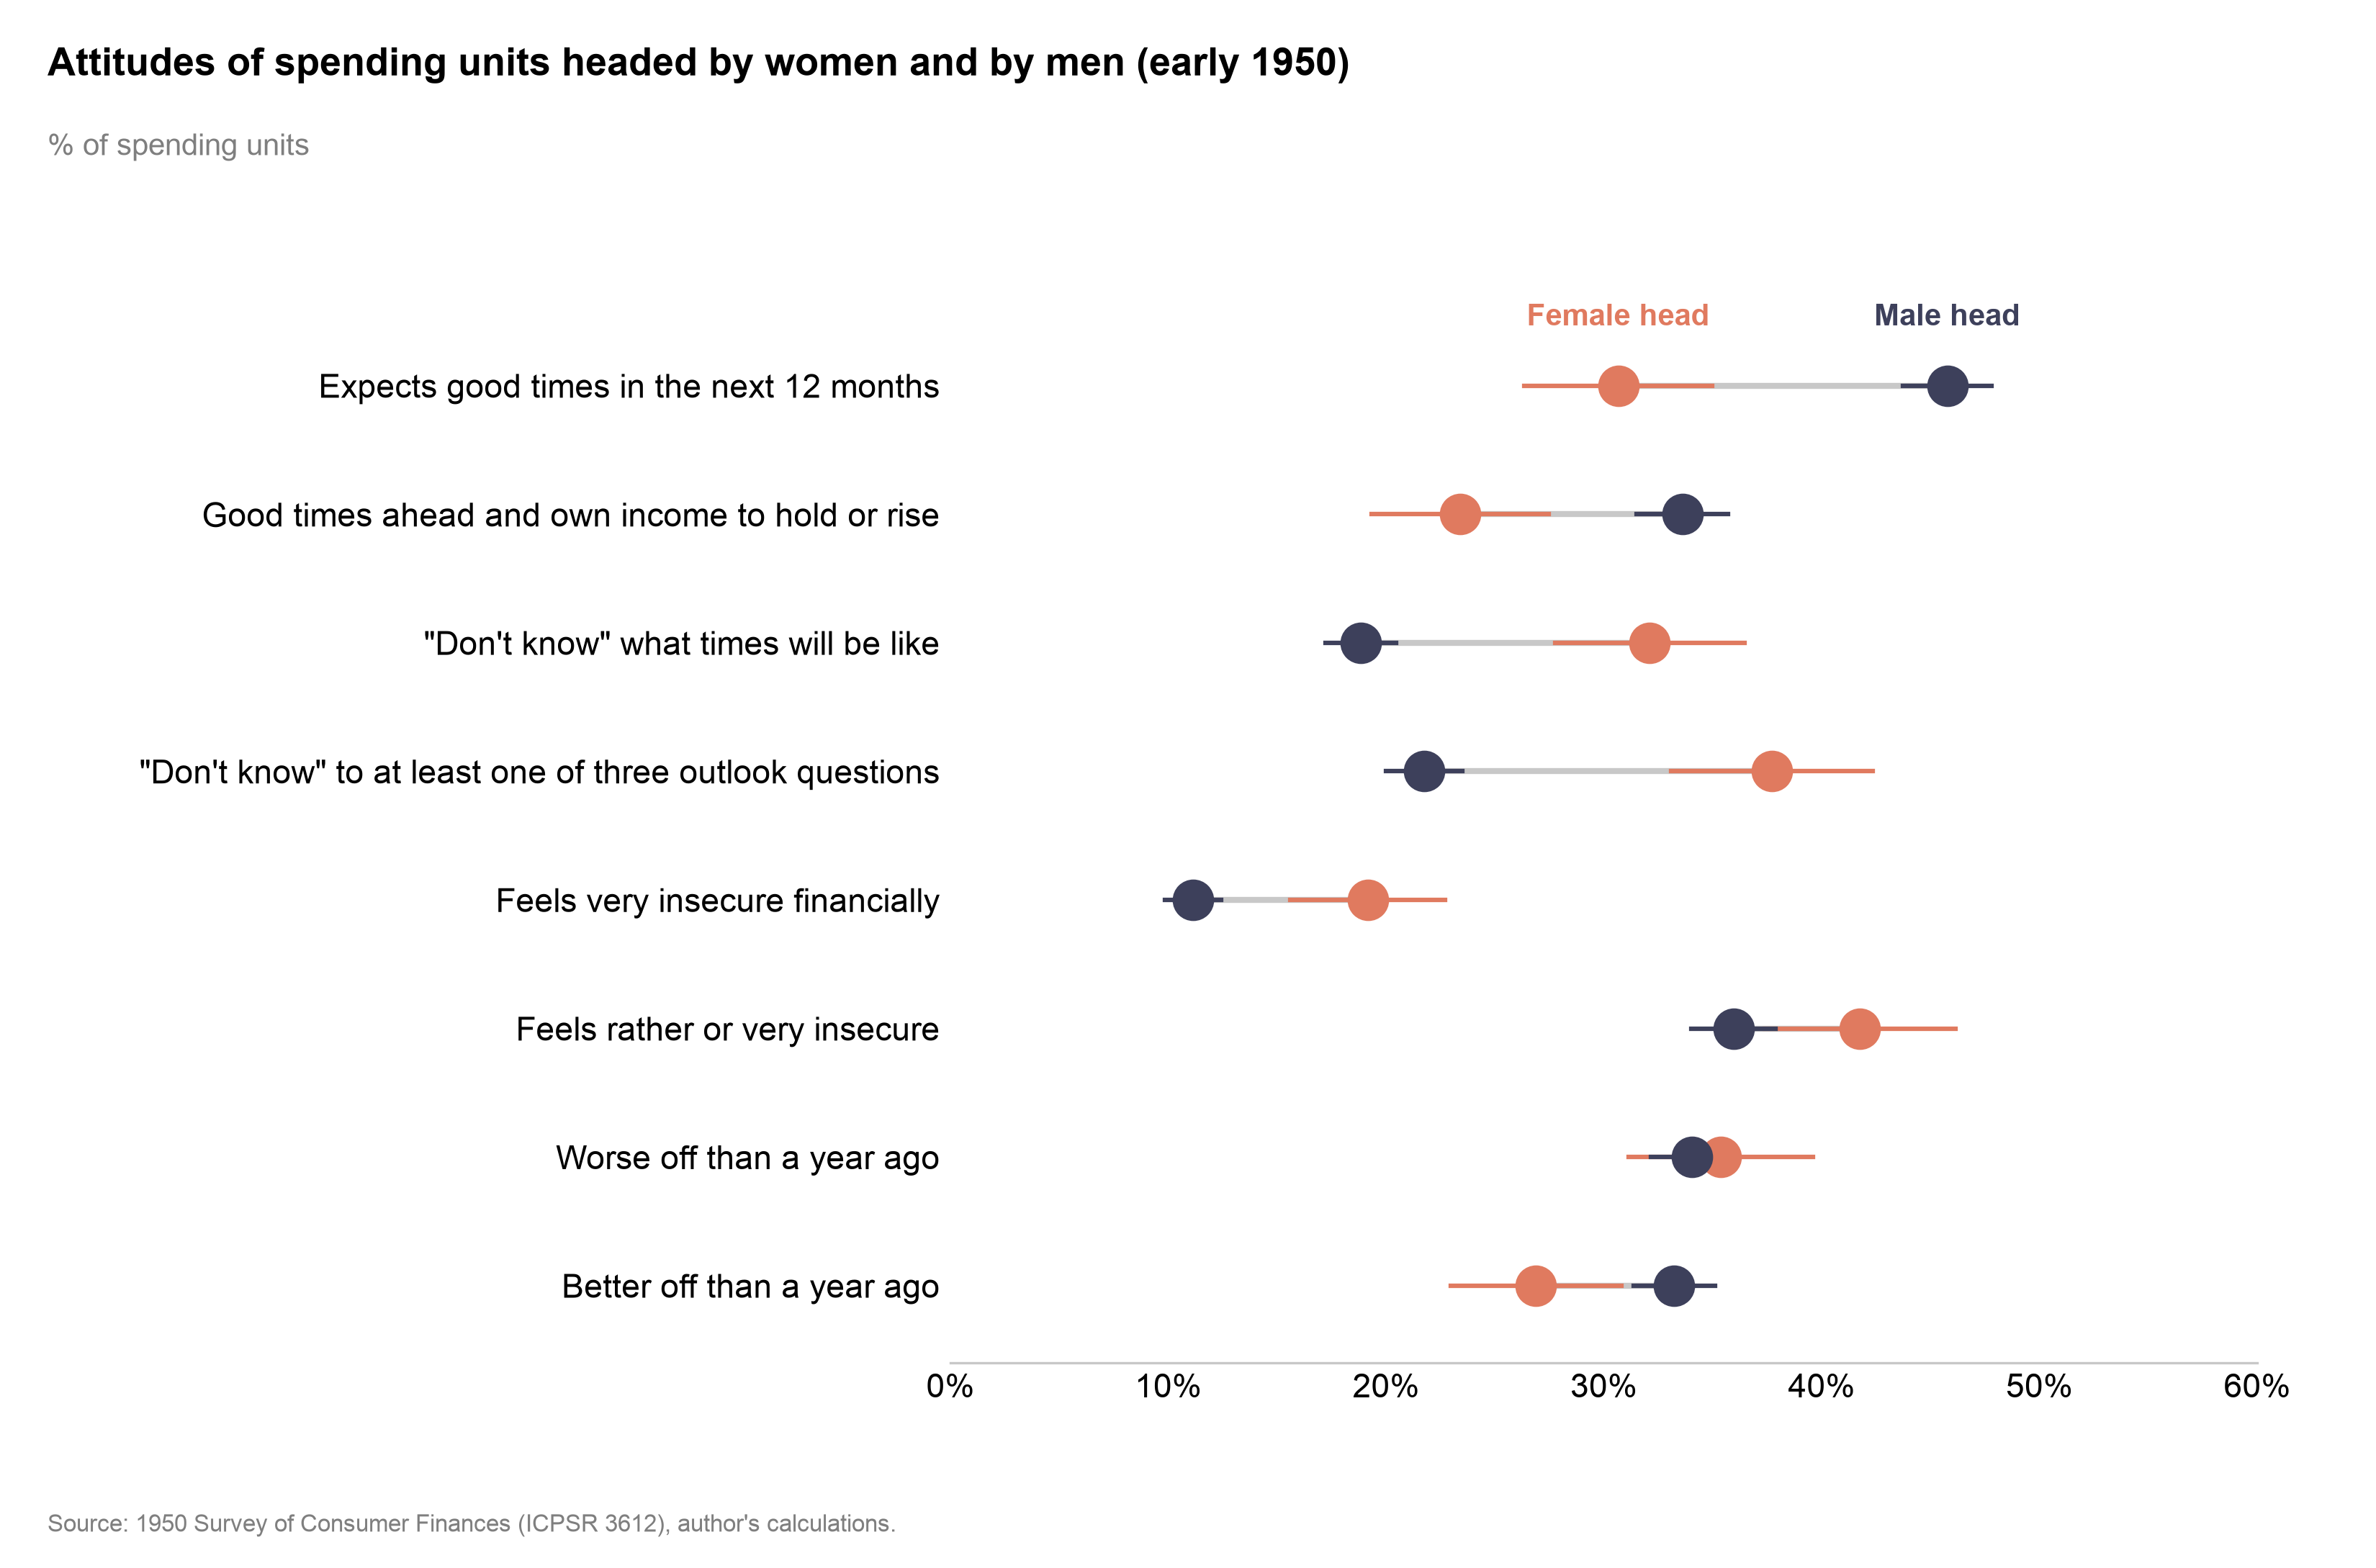 Attitudes of spending units headed by women and by men (early 1950)
% of spending units
Female head
Male head
Expects good times in the next 12 months
Good times ahead and own income to hold or rise
"Don't know" what times will be like
"Don't know" to at least one of three outlook questions
Feels very insecure financially
Feels rather or very insecure
Worse off than a year ago
Better off than a year ago
0% 10% 20% 30% 40% 50% 60%
Source: 1950 Survey of Consumer Finances (ICPSR 3612), author's calculations.